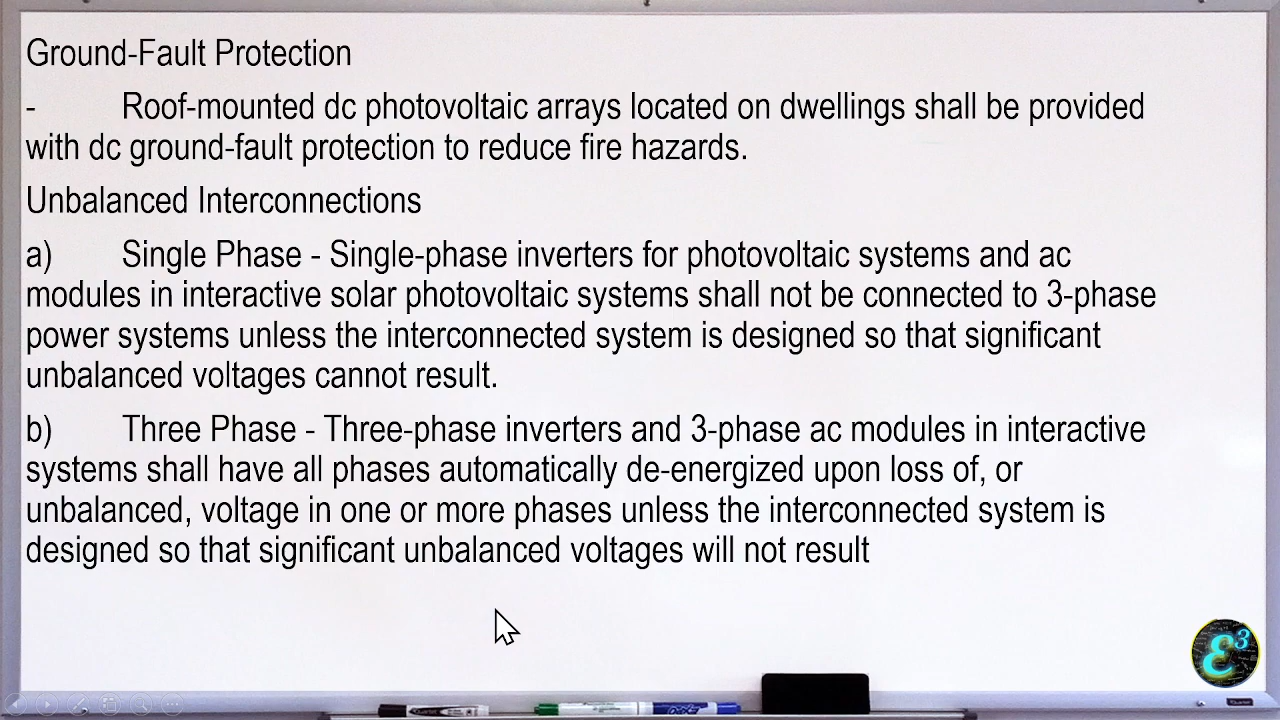 Ground-Fault Protection
- Roof-mounted dc photovoltaic arrays located on dwellings shall be provided
with dc ground-fault protection to reduce fire hazards.
Unbalanced Interconnections
a) Single Phase - Single-phase inverters for photovoltaic systems and ac
modules in interactive solar photovoltaic systems shall not be connected to 3-phase
power systems unless the interconnected system is designed so that significant
unbalanced voltages cannot result.
b) Three Phase - Three-phase inverters and 3-phase ac modules in interactive
systems shall have all phases automatically de-energized upon loss of, or
unbalanced, voltage in one or more phases unless the interconnected system is
designed so that significant unbalanced voltages will not result
ε³